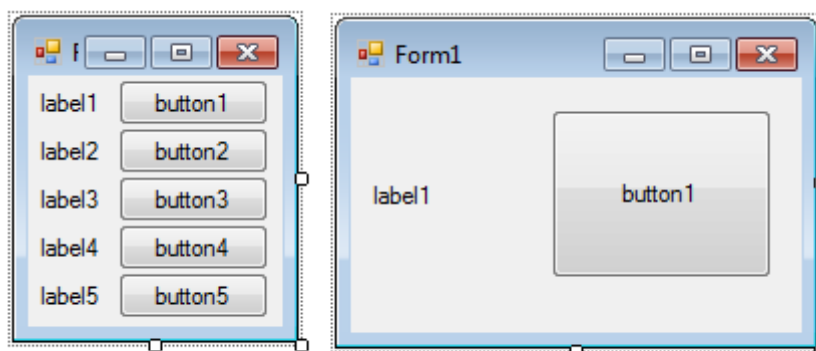 F
label1 button1
label2 button2
label3 button3
label4 button4
label5 button5
Form1
label1 button1